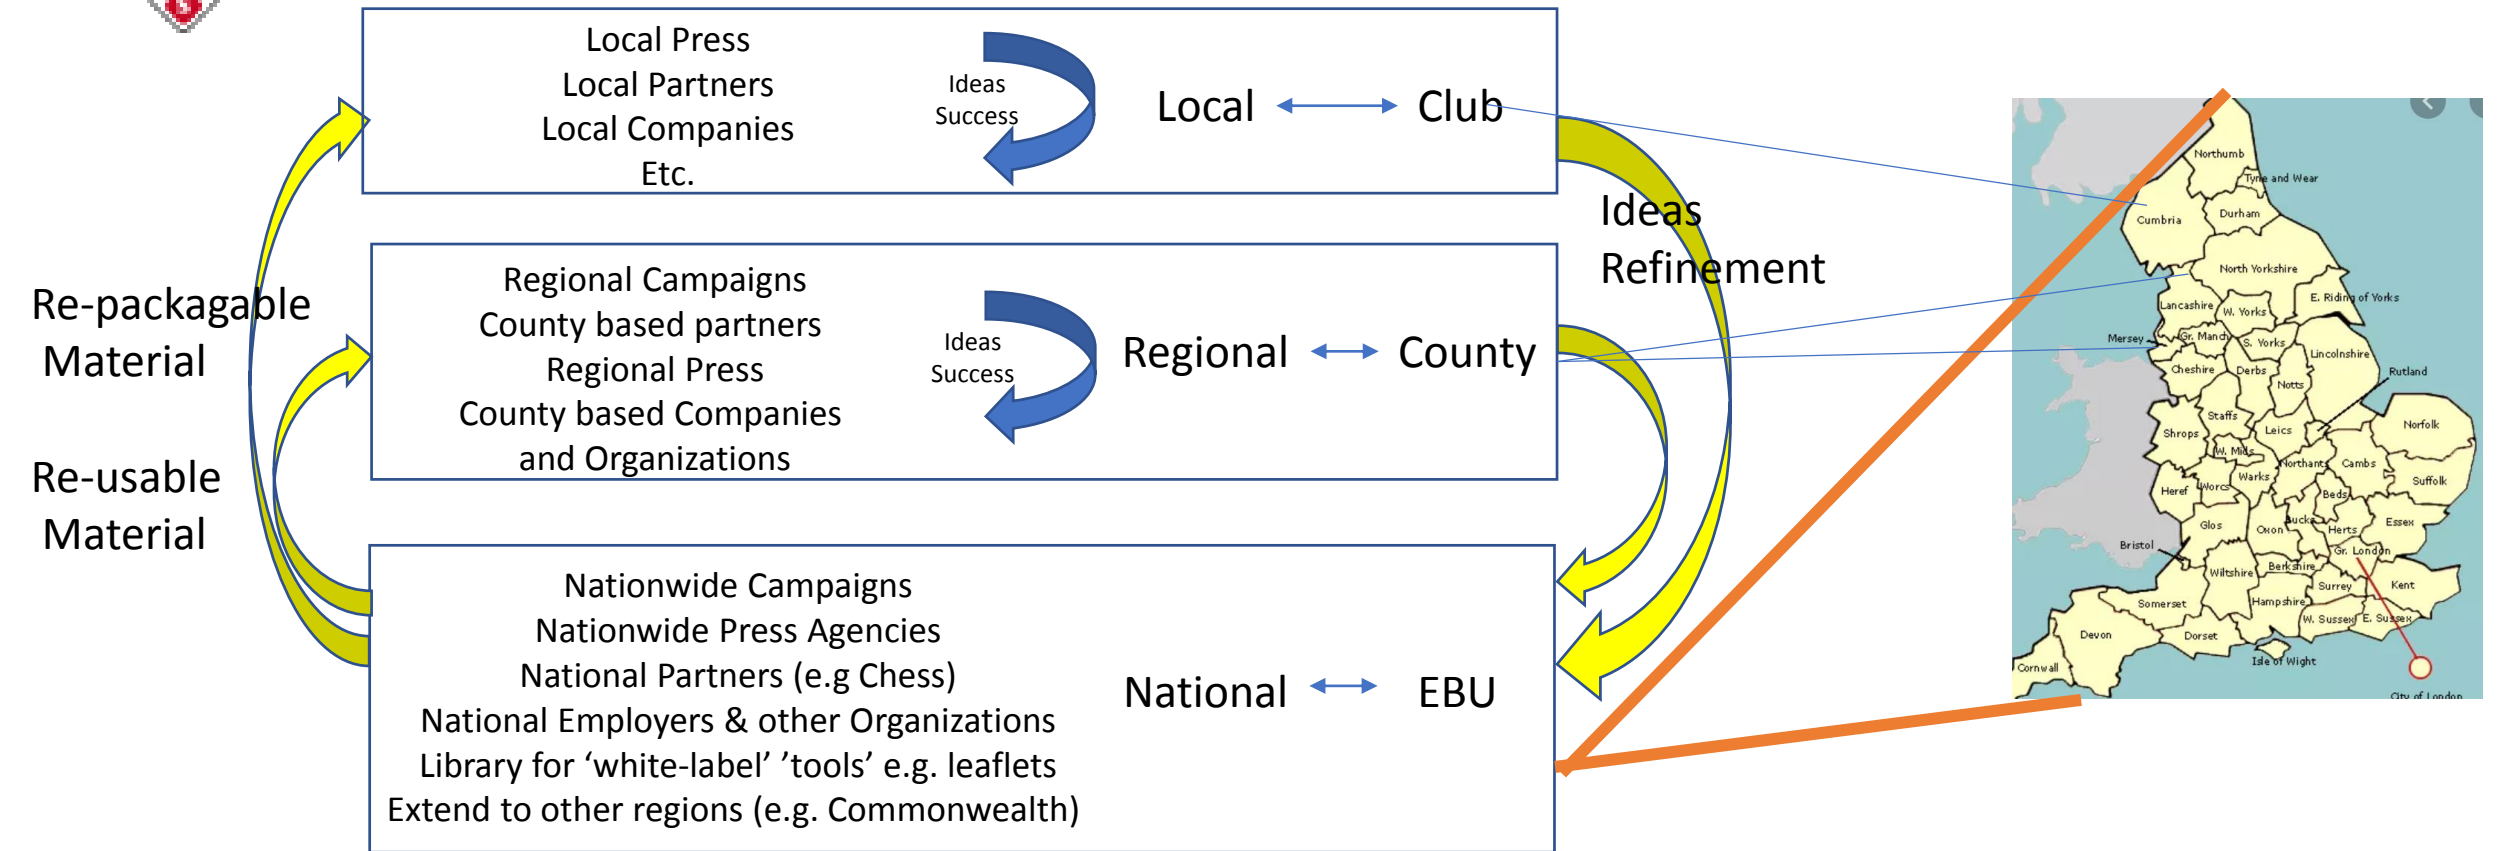 Local Press
Local Partners
Local Companies
Etc.
Ideas
Success
Local
Club
Ideas
Refinement
Re-packagable
Material
Re-usable
Material
Regional Campaigns
County based partners
Regional Press
County based Companies
and Organizations
Ideas
Success
Regional
County
Nationwide Campaigns
Nationwide Press Agencies
National Partners (e.g Chess)
National Employers & other Organizations
Library for ‘white-label’ ’tools’ e.g. leaflets
Extend to other regions (e.g. Commonwealth)
National
EBU
Northumb
Tyne and Wear
Cumbria
Durham
North Yorkshire
E. Riding of Yorks
Lancashire
W. Yorks
Mersey
Gr. Manch
S. Yorks
Lincolnshire
Cheshire
Derbs
Notts
Rutland
Staffs
Shrops
Leics
Norfolk
W. Mids
Northants
Cambs
Warks
Suffolk
Heref
Worcs
Beds
Glos
Oxon
Bucks
Herts
Essex
Bristol
Gr. London
Wiltshire
Berkshire
Surrey
Kent
Somerset
Hampshire
W. Sussex
E. Sussex
Devon
Dorset
Isle of Wight
Cornwall
City of London